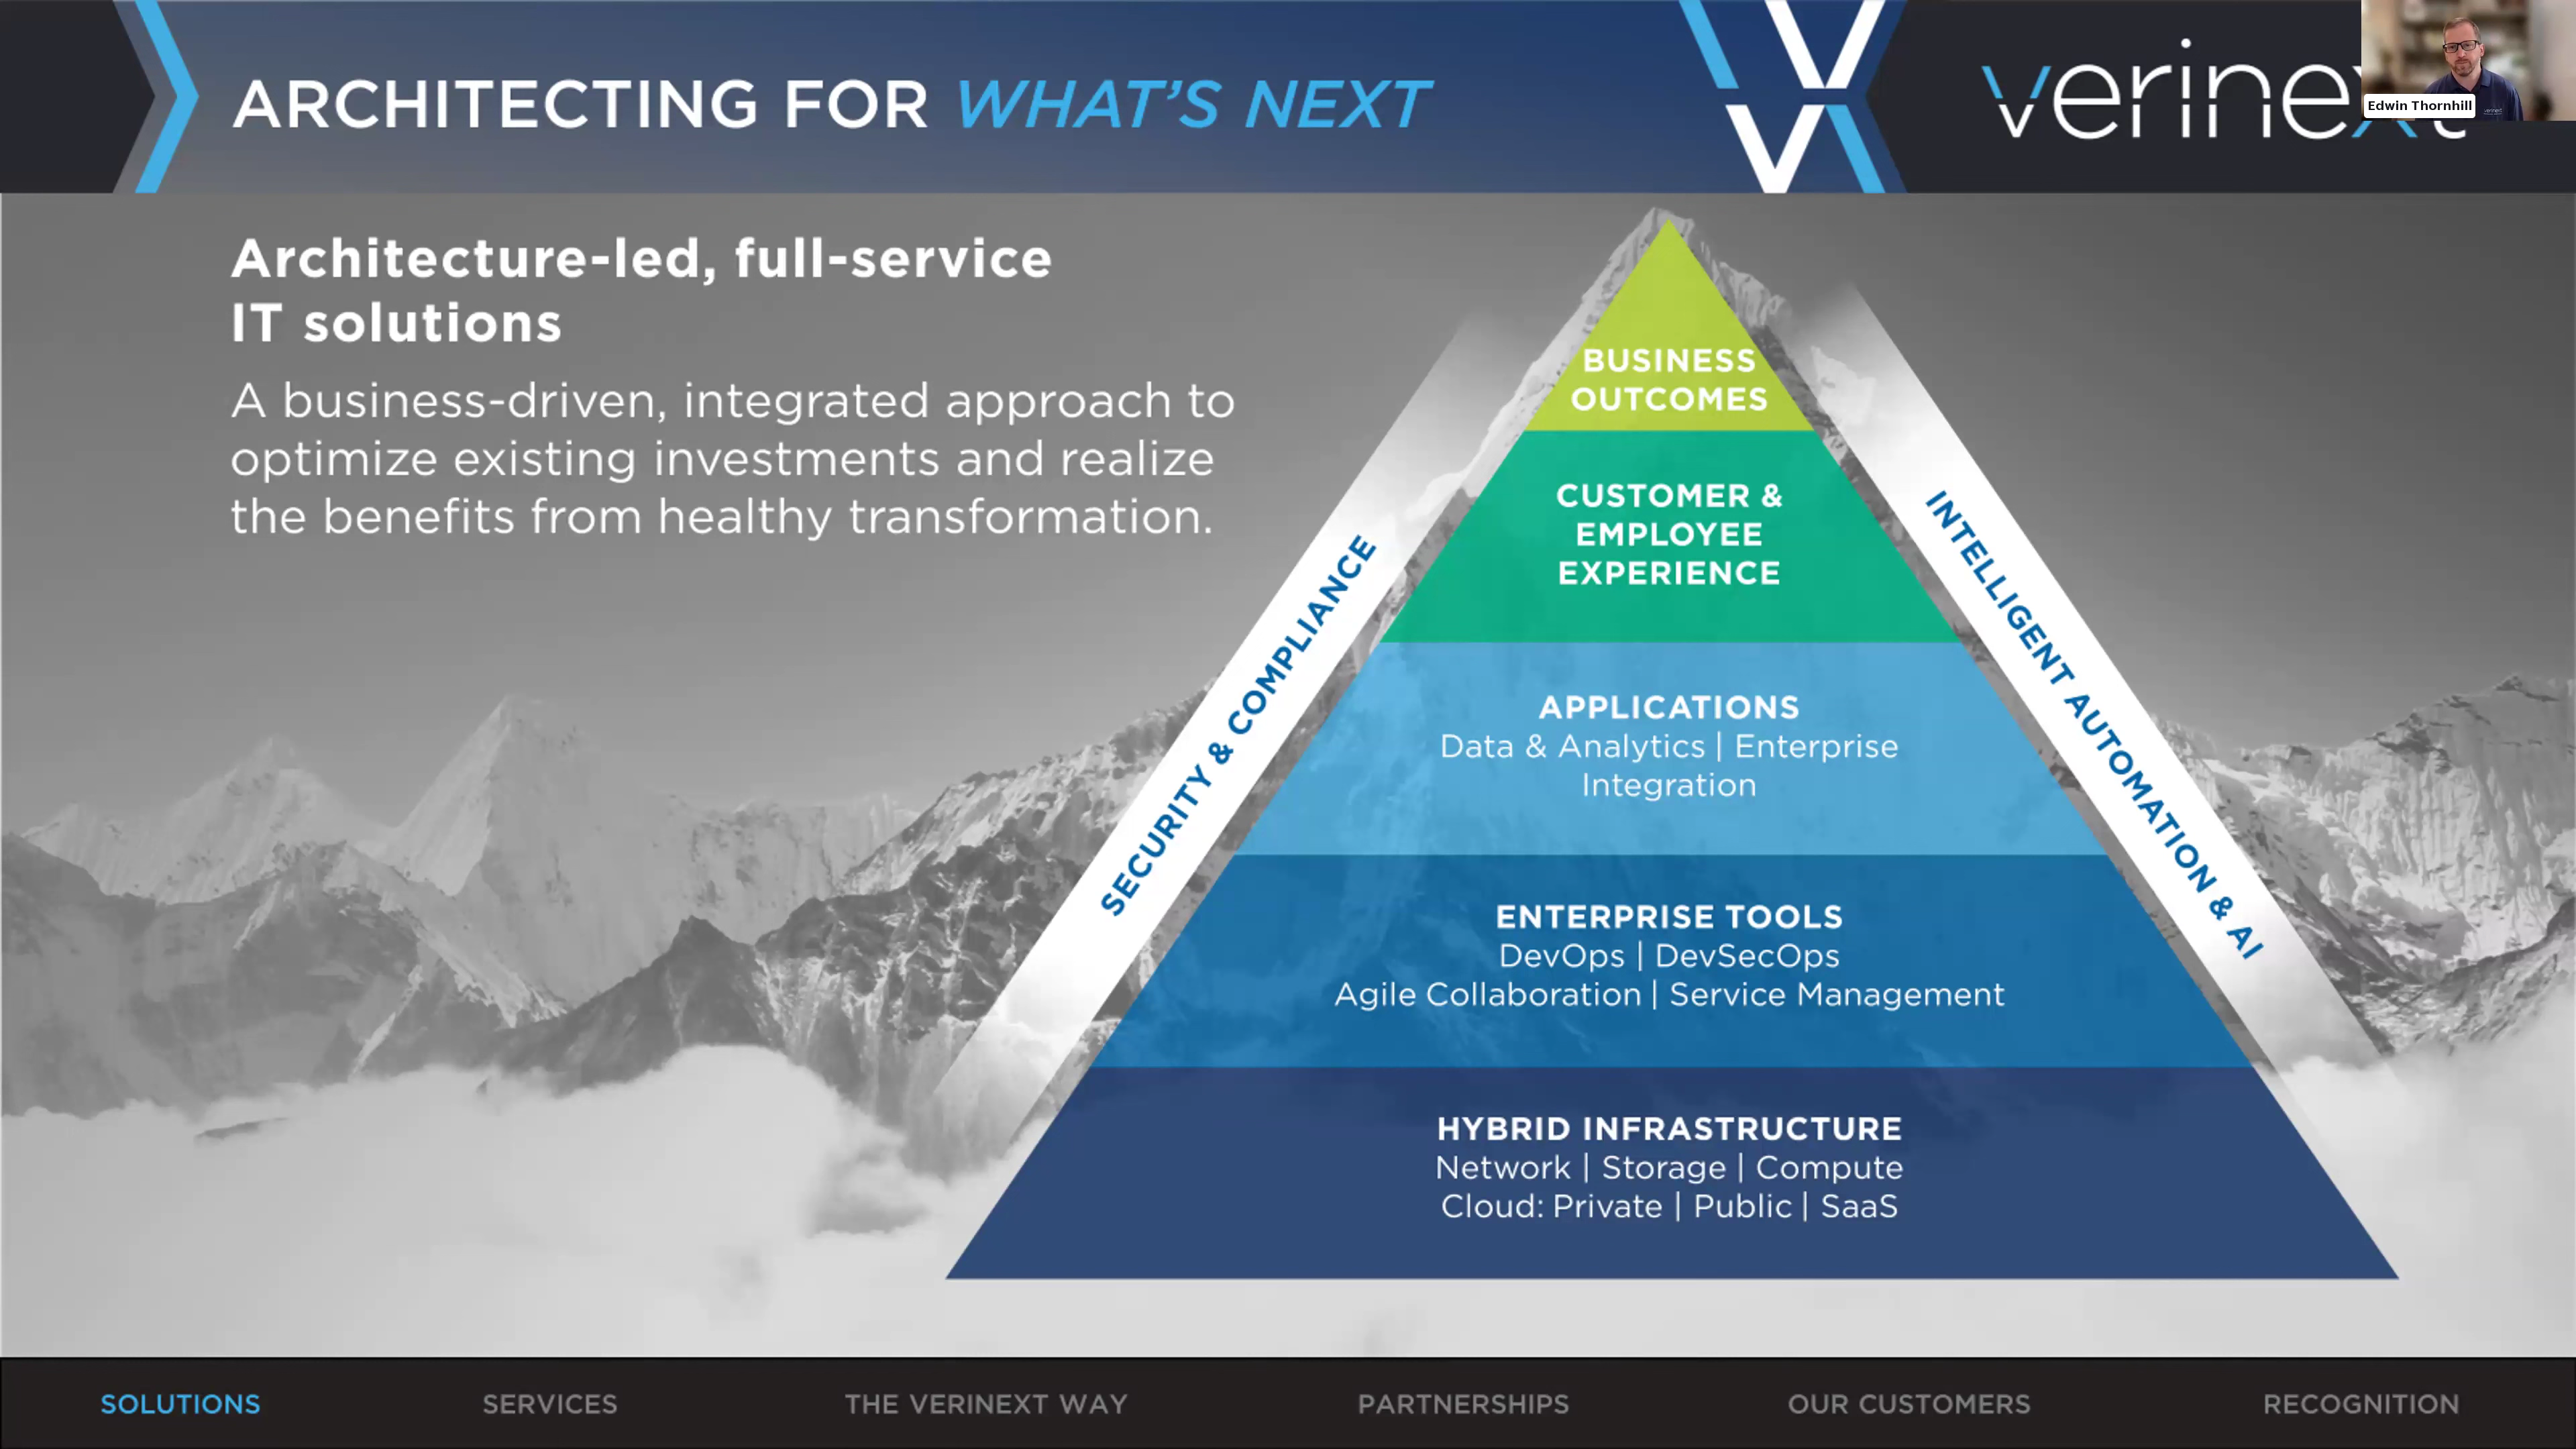 ARCHITECTING FOR WHAT'S NEXT
verinext
Edwin Thornhill
Architecture-led, full-service
IT solutions
A business-driven, integrated approach to
optimize existing investments and realize
the benefits from healthy transformation.
BUSINESS
OUTCOMES
CUSTOMER &
EMPLOYEE
EXPERIENCE
APPLICATIONS
Data & Analytics | Enterprise
Integration
ENTERPRISE TOOLS
DevOps | DevSecOps
Agile Collaboration | Service Management
HYBRID INFRASTRUCTURE
Network | Storage | Compute
Cloud: Private | Public | SaaS
SECURITY & COMPLIANCE
INTELLIGENT AUTOMATION & AI
SOLUTIONS
SERVICES
THE VERINEXT WAY
PARTNERSHIPS
OUR CUSTOMERS
RECOGNITION